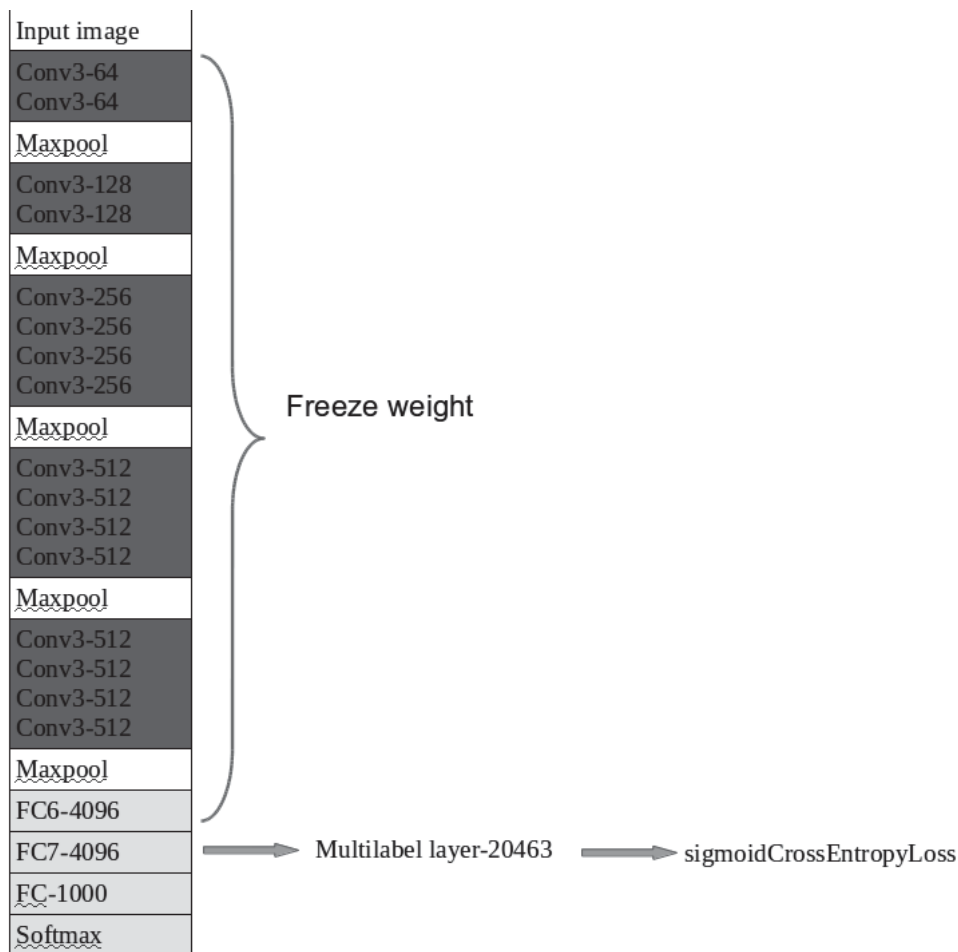 Input image
Conv3-64
Conv3-64
Maxpool
Conv3-128
Conv3-128
Maxpool
Conv3-256
Conv3-256
Conv3-256
Conv3-256
Maxpool
Conv3-512
Conv3-512
Conv3-512
Conv3-512
Maxpool
Conv3-512
Conv3-512
Conv3-512
Conv3-512
Maxpool
FC6-4096
FC7-4096
FC-1000
Softmax
Freeze weight
Multilabel layer-20463
sigmoidCrossEntropyLoss